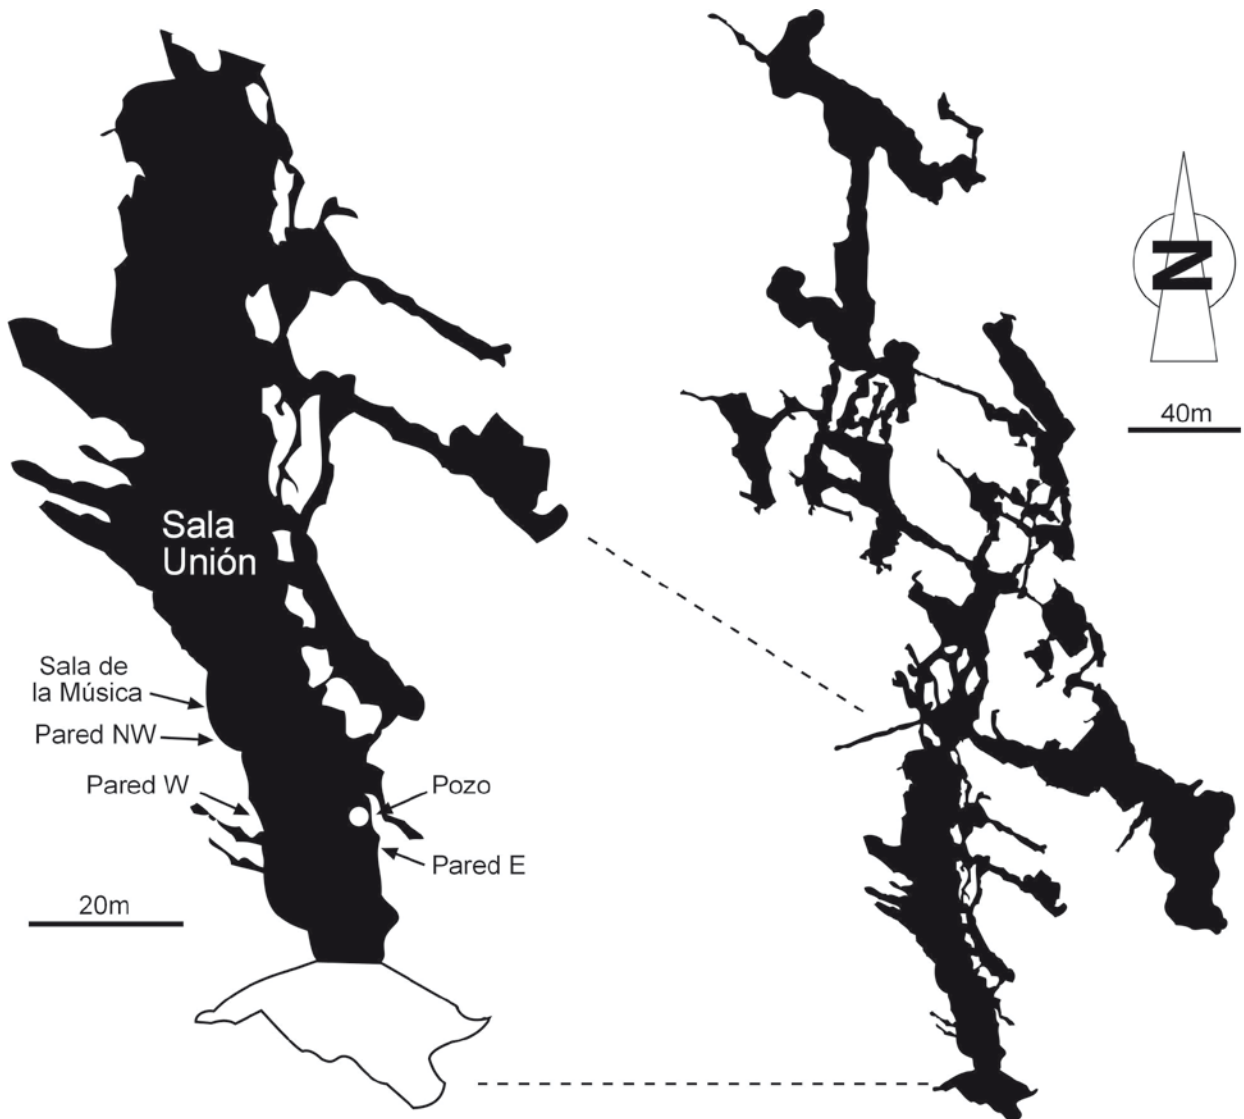 N
40m
Sala
Unión
Sala de
la Música
Pared NW
Pared W
Pozo
Pared E
20m